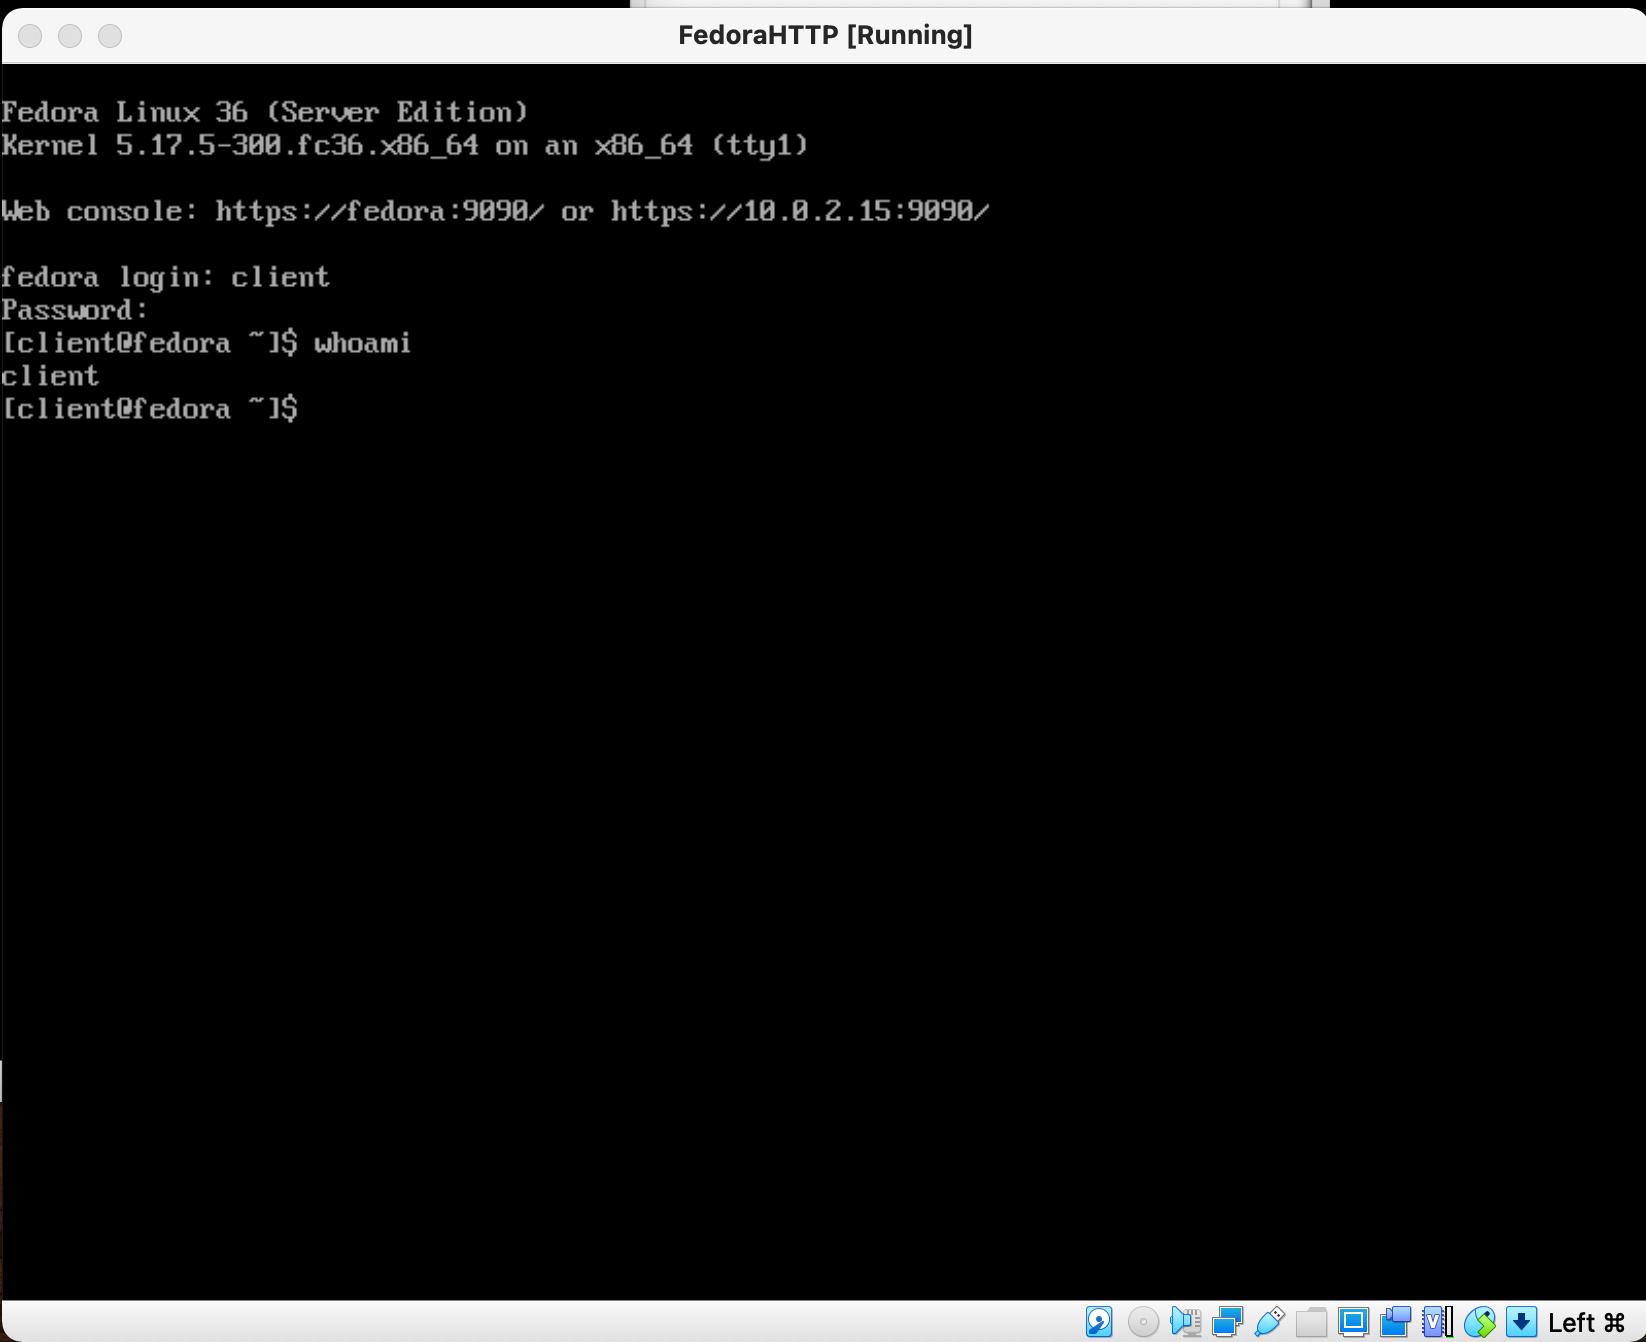 FedoraHTTP [Running]
Fedora Linux 36 (Server Edition)
Kernel 5.17.5-300.fc36.x86_64 on an x86_64 (tty1)
Web console: https://fedora:9090/ or https://10.0.2.15:9090/
fedora login: client
Password:
[client@fedora ~]$ whoami
client
[client@fedora ~]$
Left ⌘